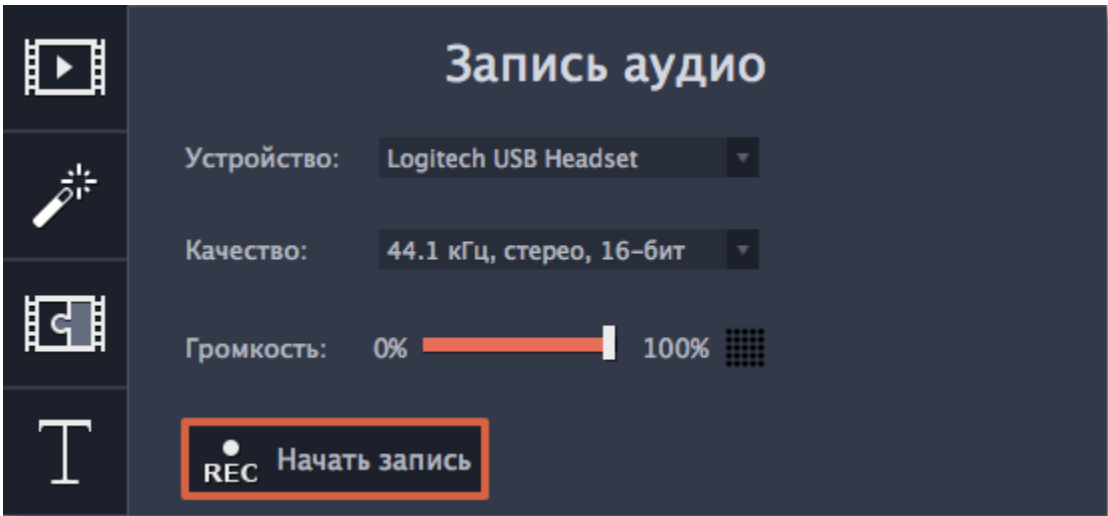 Запись аудио
Устройство: Logitech USB Headset
Качество: 44.1 кГц, стерео, 16-бит
Громкость: 0% 100%
REC Начать запись
T